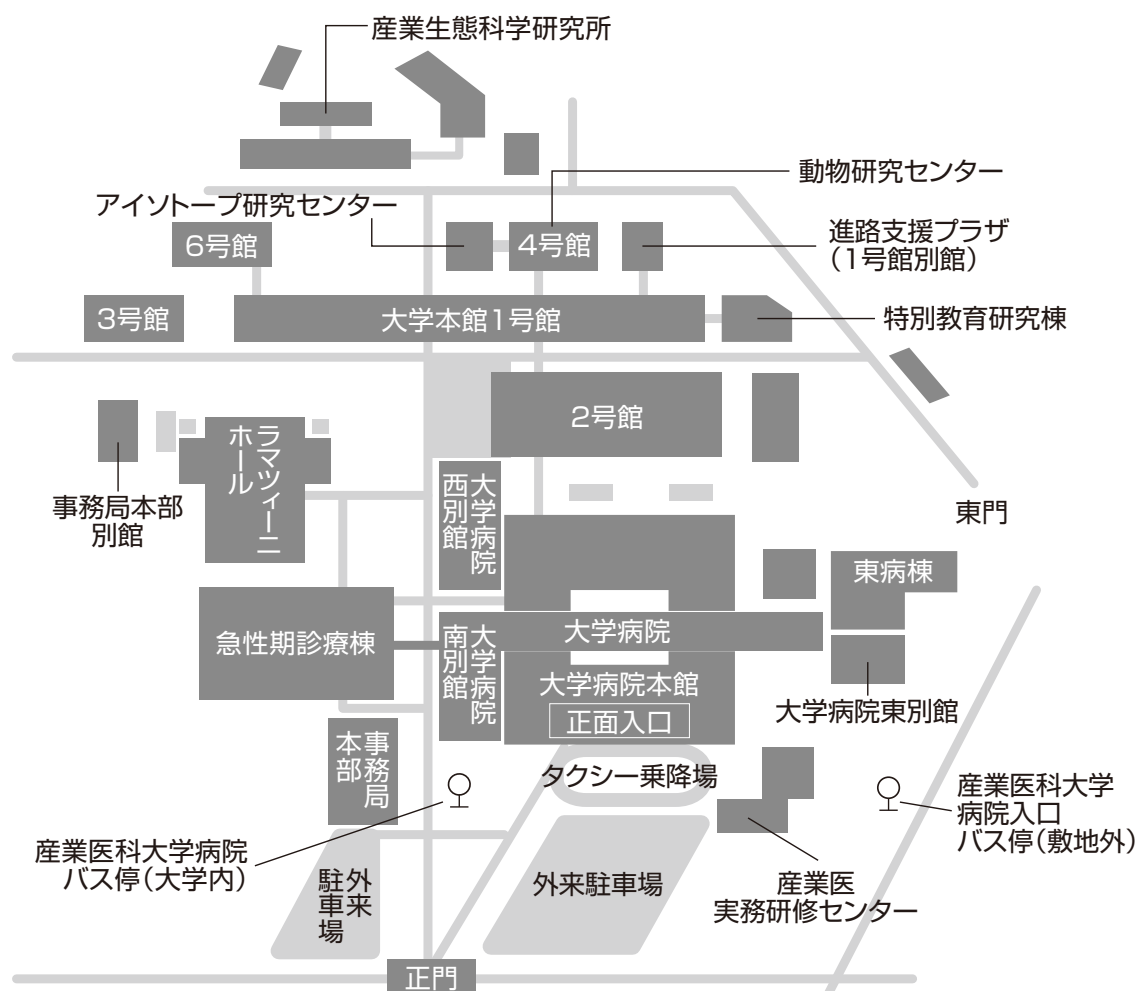 産業生態科学研究所
動物研究センター
アイソトープ研究センター
6号館
4号館
進路支援プラザ
(1号館別館)
3号館
大学本館1号館
特別教育研究棟
2号館
ラマツィーニ
ホール
事務局本部
別館
大学病院
西別館
東門
東病棟
急性期診療棟
大学病院
南別館
大学病院
大学病院本館
正面入口
大学病院東別館
事務局
本部
タクシー乗降場
産業医科大学
病院入口
バス停(敷地外)
産業医科大学病院
バス停(大学内)
外来
駐車場
外来駐車場
産業医
実務研修センター
正門